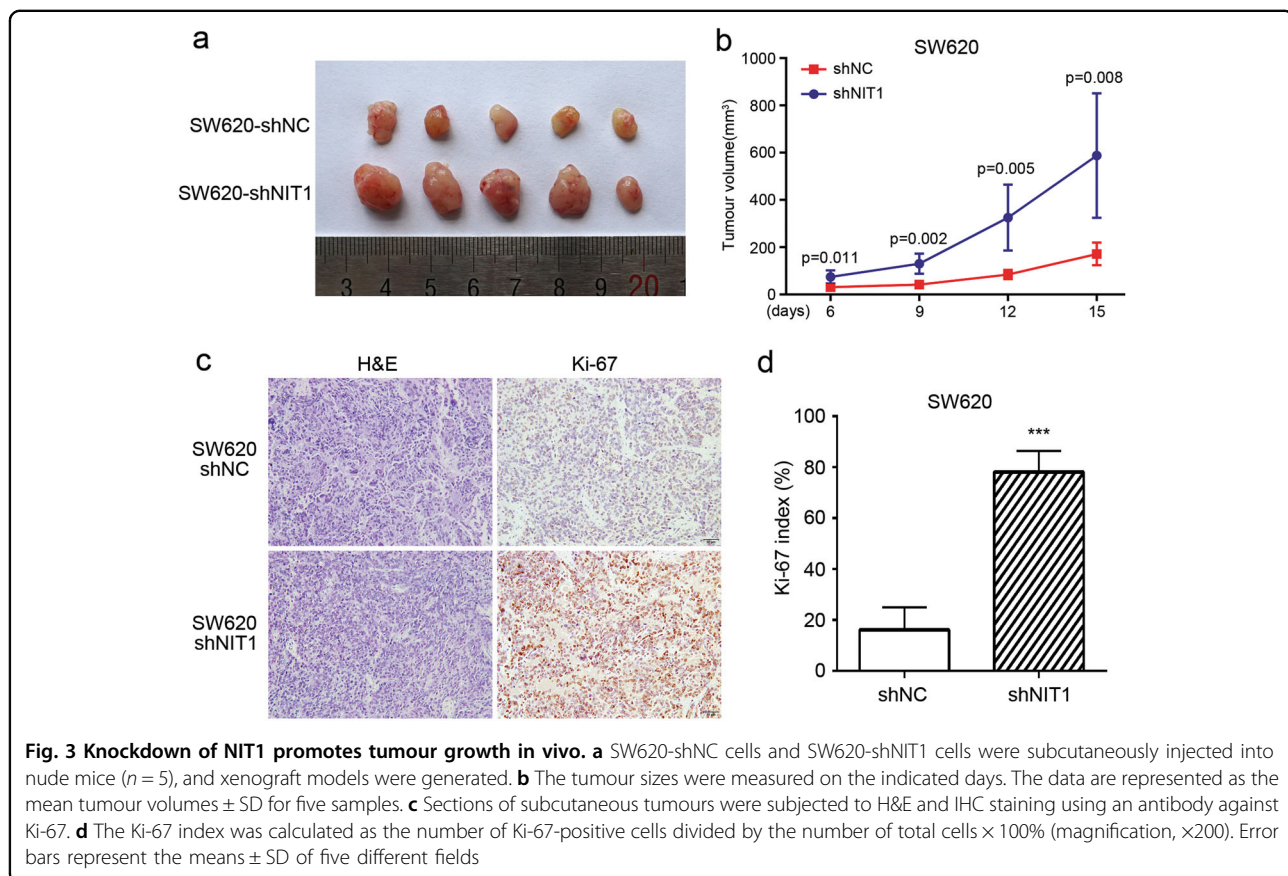 a
SW620-shNC
SW620-shNIT1
3 4 5 6 7 8 9 20 1
b
SW620
shNC
shNIT1
Tumour volume(mm³)
1000
800
600
400
200
0
p=0.011
p=0.002
p=0.005
p=0.008
(days) 6 9 12 15
c
H&E Ki-67
SW620
shNC
SW620
shNIT1
d
SW620
Ki-67 index (%)
100
80
60
40
20
0
***
shNC shNIT1
Fig. 3 Knockdown of NIT1 promotes tumour growth in vivo. a SW620-shNC cells and SW620-shNIT1 cells were subcutaneously injected into
nude mice (n = 5), and xenograft models were generated. b The tumour sizes were measured on the indicated days. The data are represented as the
mean tumour volumes ± SD for five samples. c Sections of subcutaneous tumours were subjected to H&E and IHC staining using an antibody against
Ki-67. d The Ki-67 index was calculated as the number of Ki-67-positive cells divided by the number of total cells × 100% (magnification, ×200). Error
bars represent the means ± SD of five different fields